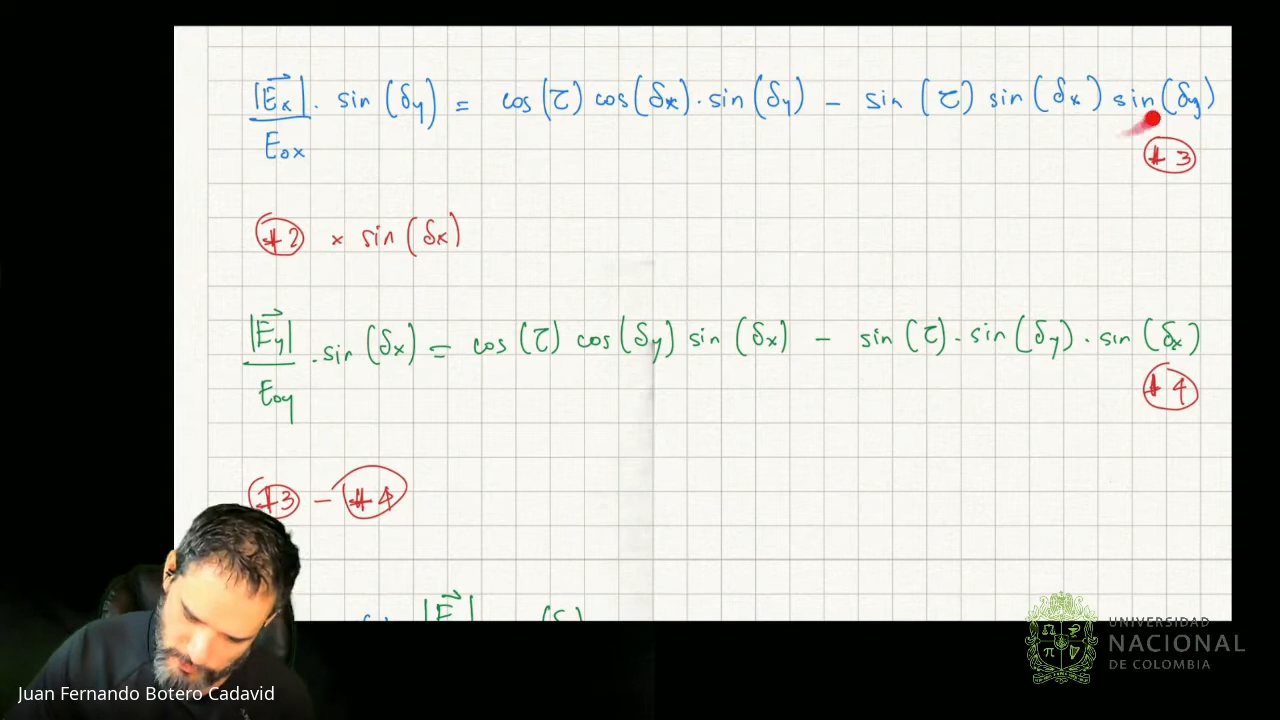 |E⃗x|/E0x · sin(δy) = cos(τ) cos(δx) · sin(δy) − sin(τ) sin(δx) sin(δy)
#3
#2 × sin(δx)
|E⃗y|/E0y · sin(δx) = cos(τ) cos(δy) sin(δx) − sin(τ) · sin(δy) · sin(δx)
#4
#3 − #4
UNIVERSIDAD
NACIONAL
DE COLOMBIA
Juan Fernando Botero Cadavid